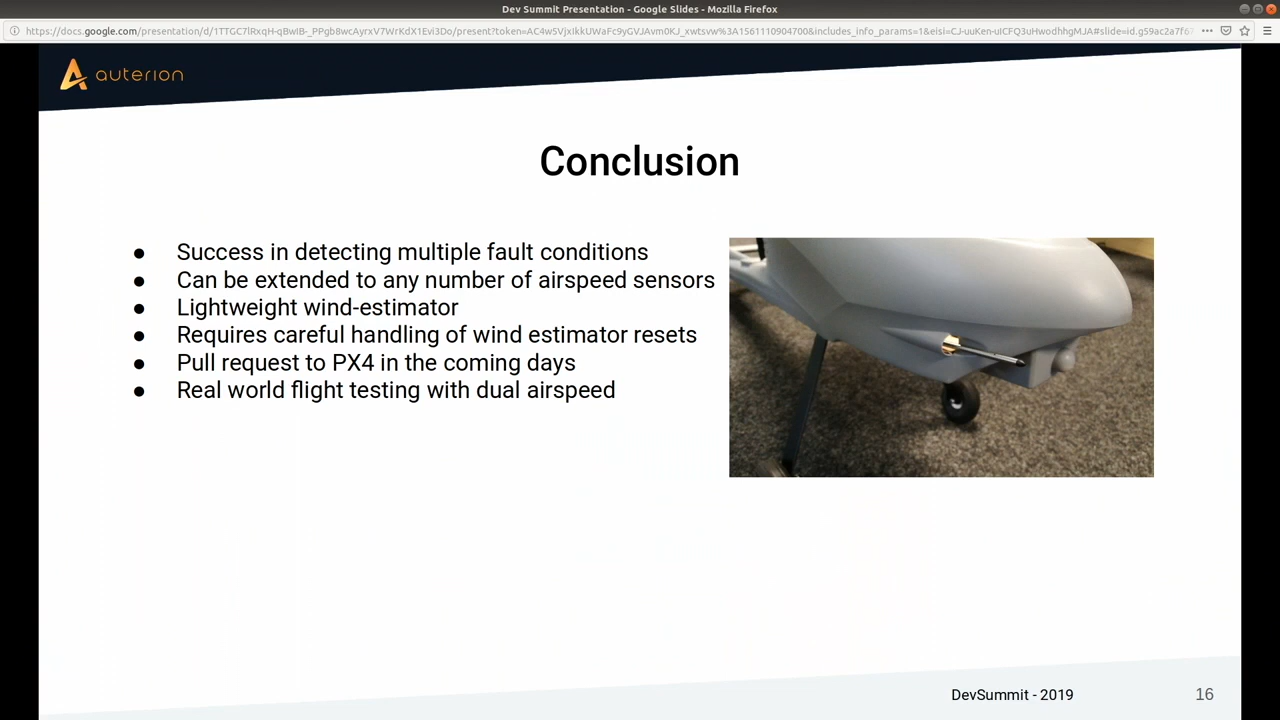 Dev Summit Presentation - Google Slides - Mozilla Firefox
auterion
Conclusion
● Success in detecting multiple fault conditions
● Can be extended to any number of airspeed sensors
● Lightweight wind-estimator
● Requires careful handling of wind estimator resets
● Pull request to PX4 in the coming days
● Real world flight testing with dual airspeed
DevSummit - 2019
16